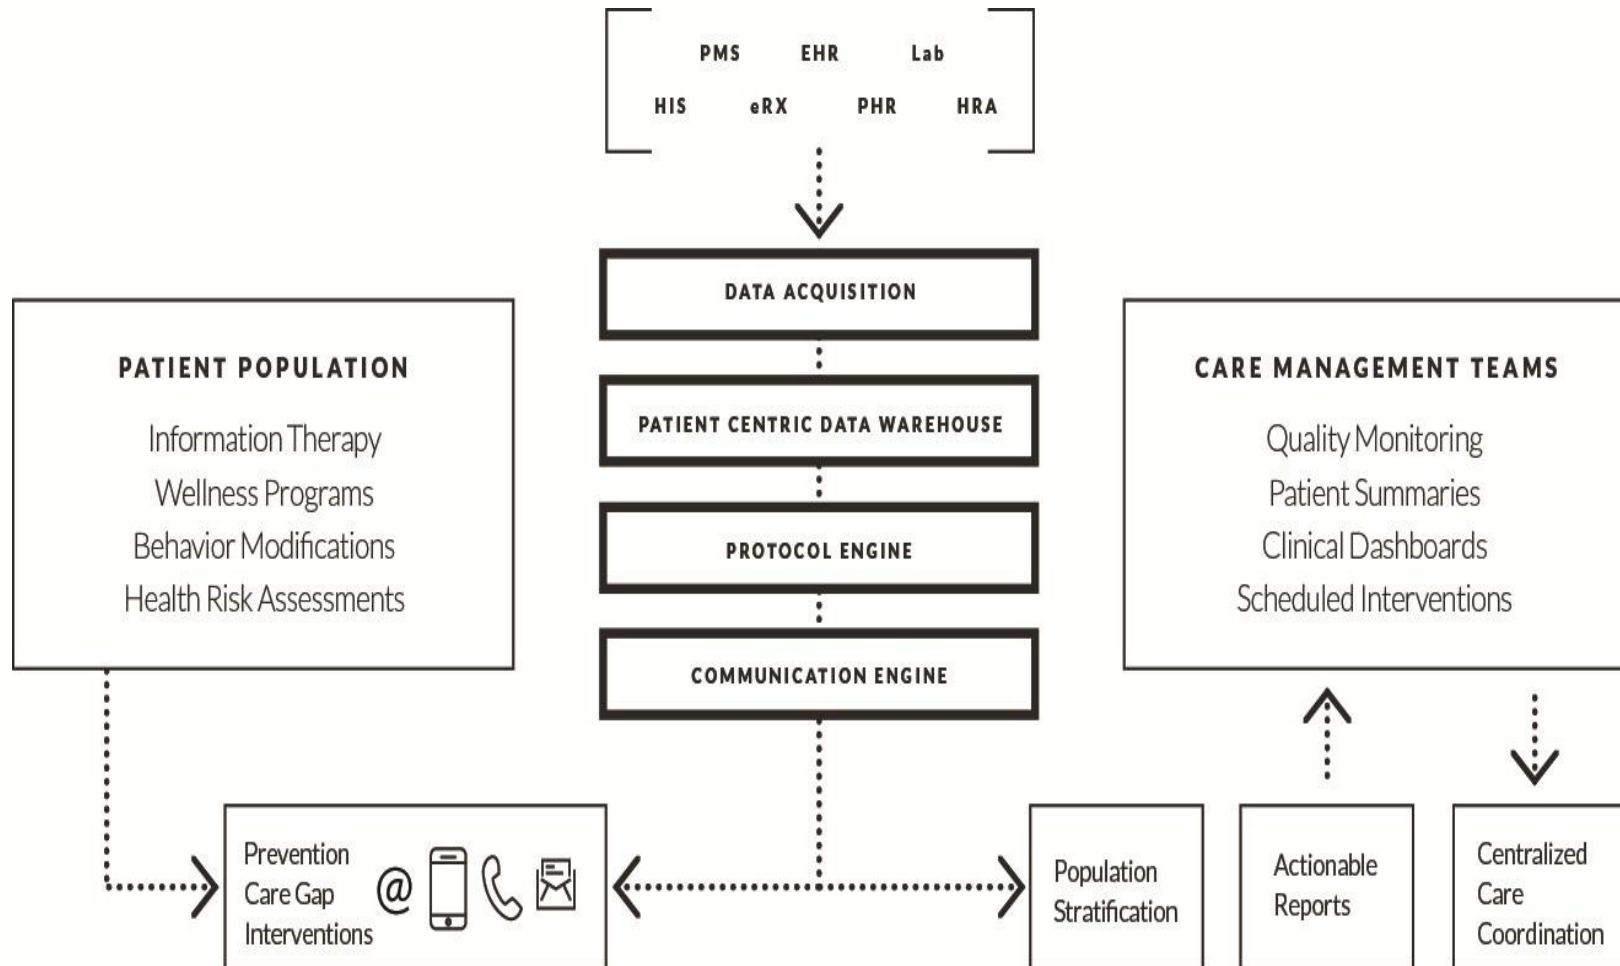 PMS EHR Lab
HIS eRX PHR HRA
DATA ACQUISITION
PATIENT CENTRIC DATA WAREHOUSE
PROTOCOL ENGINE
COMMUNICATION ENGINE
PATIENT POPULATION
Information Therapy
Wellness Programs
Behavior Modifications
Health Risk Assessments
CARE MANAGEMENT TEAMS
Quality Monitoring
Patient Summaries
Clinical Dashboards
Scheduled Interventions
Prevention
Care Gap
Interventions
@
Population
Stratification
Actionable
Reports
Centralized
Care
Coordination